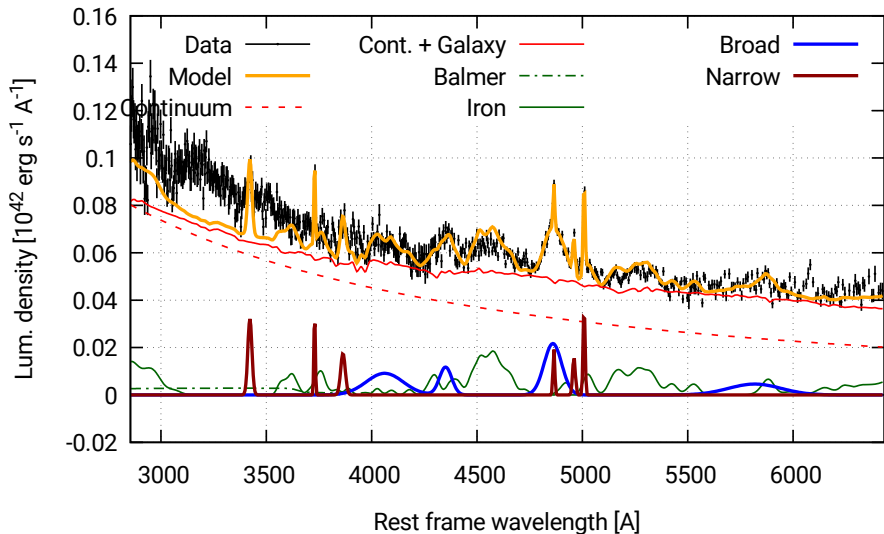 0.16
0.14
0.12
0.1
0.08
0.06
0.04
0.02
0
-0.02
Lum. density [10⁴² erg s⁻¹ A⁻¹]
Data Cont. + Galaxy Broad
Model Balmer Narrow
Continuum Iron
3000 3500 4000 4500 5000 5500 6000
Rest frame wavelength [A]